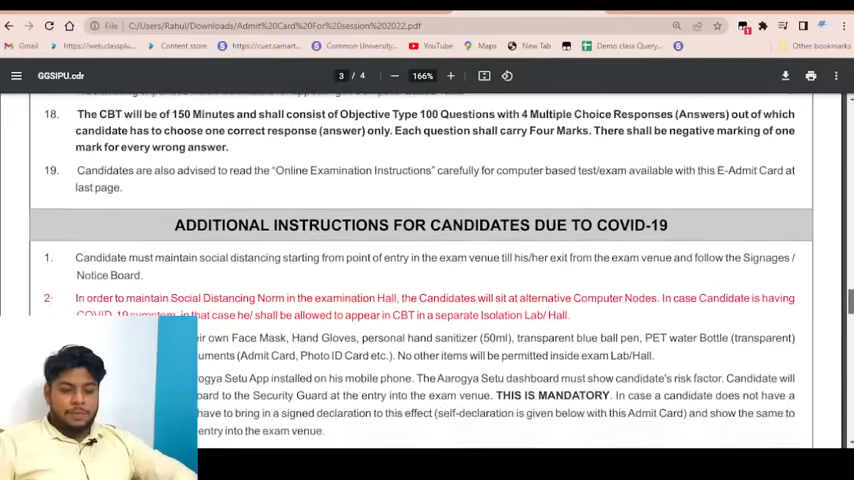 File C:/Users/Rahul/Downloads/Admit%20Card%20For%20session%202022.pdf
Gmail https://web.classplu... Content store https://cuet.samart... Common University... YouTube Maps New Tab Demo class Query... Other bookmarks
GGSIPU.cdr 3 / 4 166%
18. The CBT will be of 150 Minutes and shall consist of Objective Type 100 Questions with 4 Multiple Choice Responses (Answers) out of which
candidate has to choose one correct response (answer) only. Each question shall carry Four Marks. There shall be negative marking of one
mark for every wrong answer.
19. Candidates are also advised to read the "Online Examination Instructions" carefully for computer based test/exam available with this E-Admit Card at
last page.
ADDITIONAL INSTRUCTIONS FOR CANDIDATES DUE TO COVID-19
1. Candidate must maintain social distancing starting from point of entry in the exam venue till his/her exit from the exam venue and follow the Signages /
Notice Board.
2. In order to maintain Social Distancing Norm in the examination Hall, the Candidates will sit at alternative Computer Nodes. In case Candidate is having
COVID-19 symptom, in that case he/ shall be allowed to appear in CBT in a separate Isolation Lab/ Hall.
their own Face Mask, Hand Gloves, personal hand sanitizer (50ml), transparent blue ball pen, PET water Bottle (transparent)
(Admit Card, Photo ID Card etc.). No other items will be permitted inside exam Lab/Hall.
Setu App installed on his mobile phone. The Aarogya Setu dashboard must show candidate's risk factor. Candidate will
to the Security Guard at the entry into the exam venue. THIS IS MANDATORY. In case a candidate does not have a
have to bring in a signed declaration to this effect (self-declaration is given below with this Admit Card) and show the same to
entry into the exam venue.